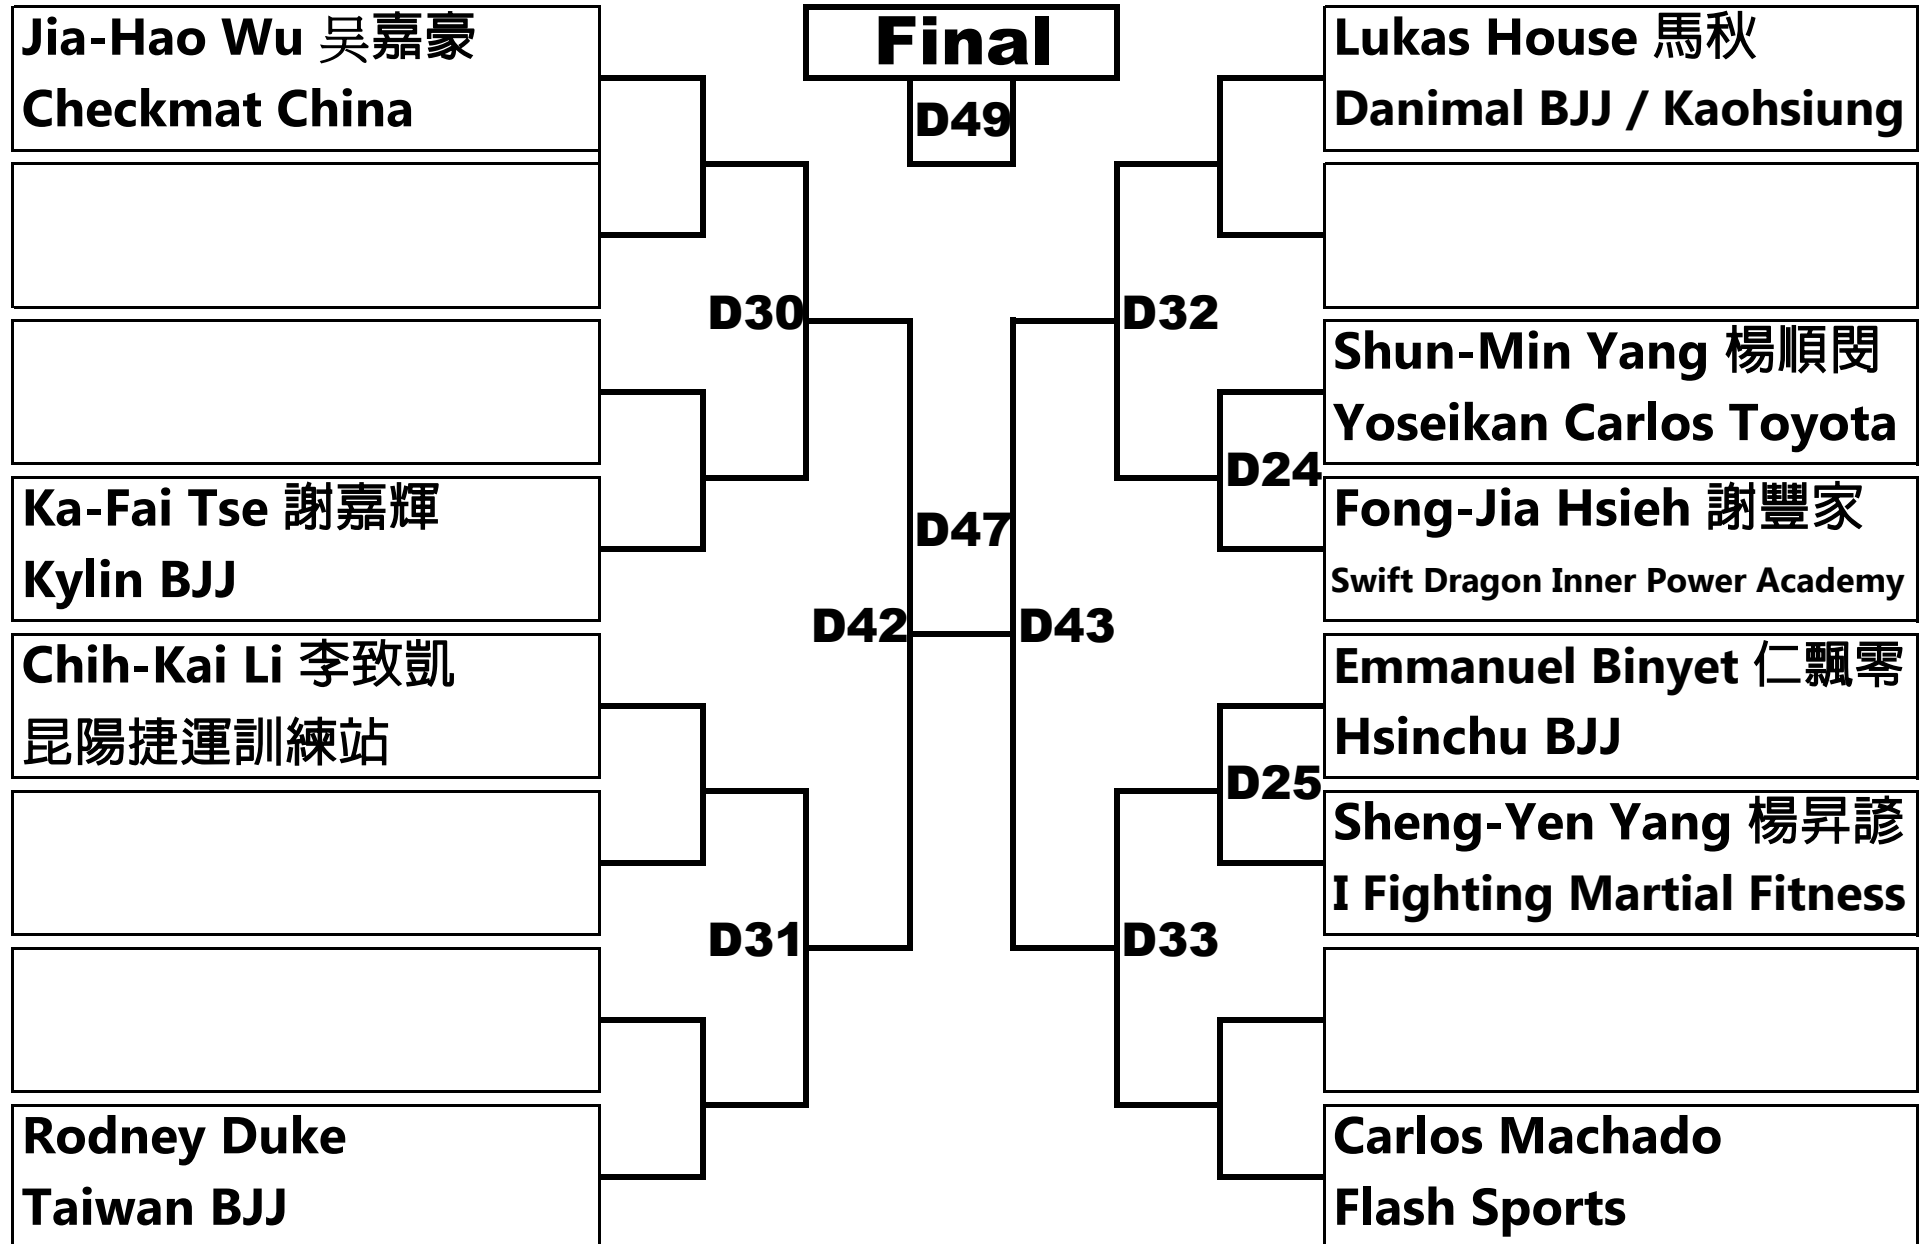 Jia-Hao Wu 吴嘉豪
Checkmat China
Ka-Fai Tse 謝嘉輝
Kylin BJJ
Chih-Kai Li 李致凱
昆陽捷運訓練站
Rodney Duke
Taiwan BJJ
D30
D31
D42
Final
D49
D47
D43
D32
D33
D24
D25
Lukas House 馬秋
Danimal BJJ / Kaohsiung
Shun-Min Yang 楊順閔
Yoseikan Carlos Toyota
Fong-Jia Hsieh 謝豐家
Swift Dragon Inner Power Academy
Emmanuel Binyet 仁飄零
Hsinchu BJJ
Sheng-Yen Yang 楊昇諺
I Fighting Martial Fitness
Carlos Machado
Flash Sports